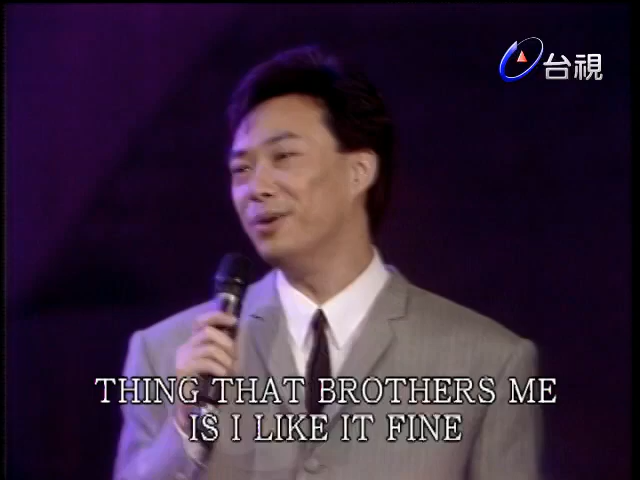 台視
THING THAT BROTHERS ME
IS I LIKE IT FINE